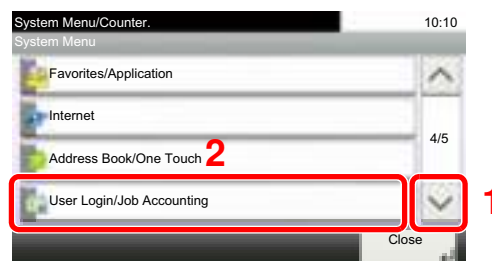 System Menu/Counter. 10:10
System Menu
Favorites/Application
Internet
4/5
Address Book/One Touch 2
User Login/Job Accounting
1
Close